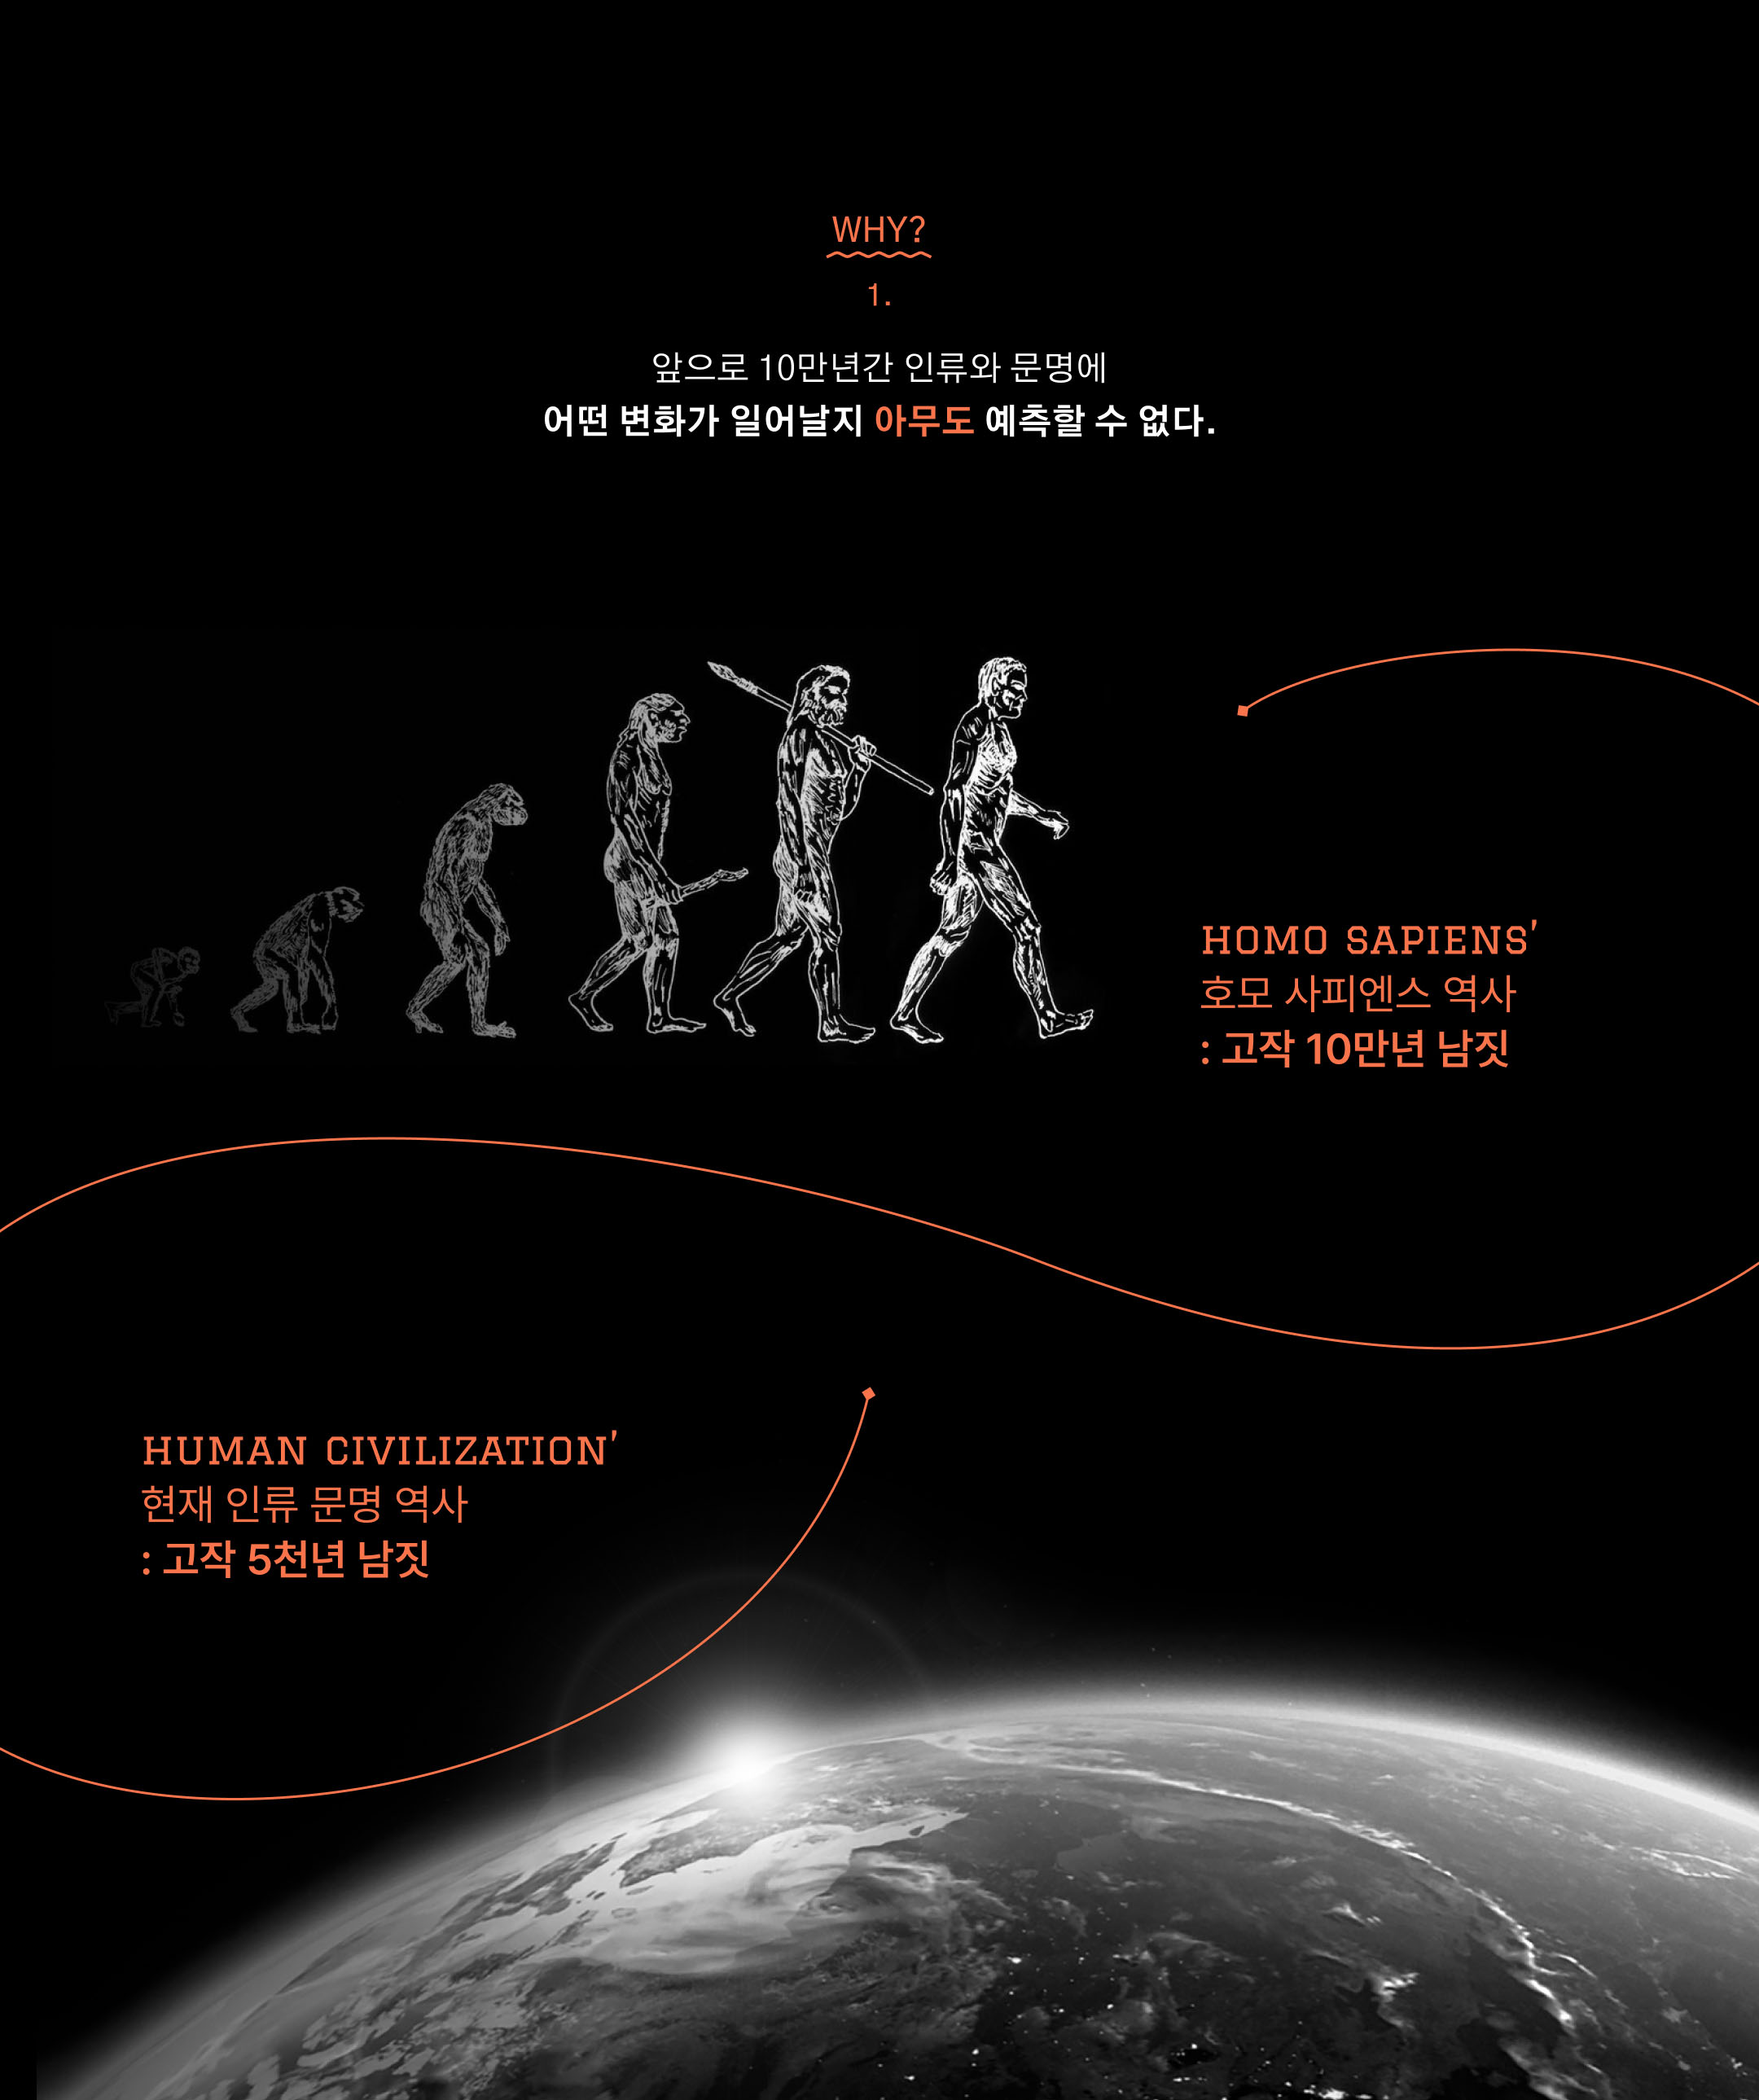 WHY?
1.
앞으로 10만년간 인류와 문명에
어떤 변화가 일어날지 아무도 예측할 수 없다.
HOMO SAPIENS'
호모 사피엔스 역사
: 고작 10만년 남짓
HUMAN CIVILIZATION'
현재 인류 문명 역사
: 고작 5천년 남짓